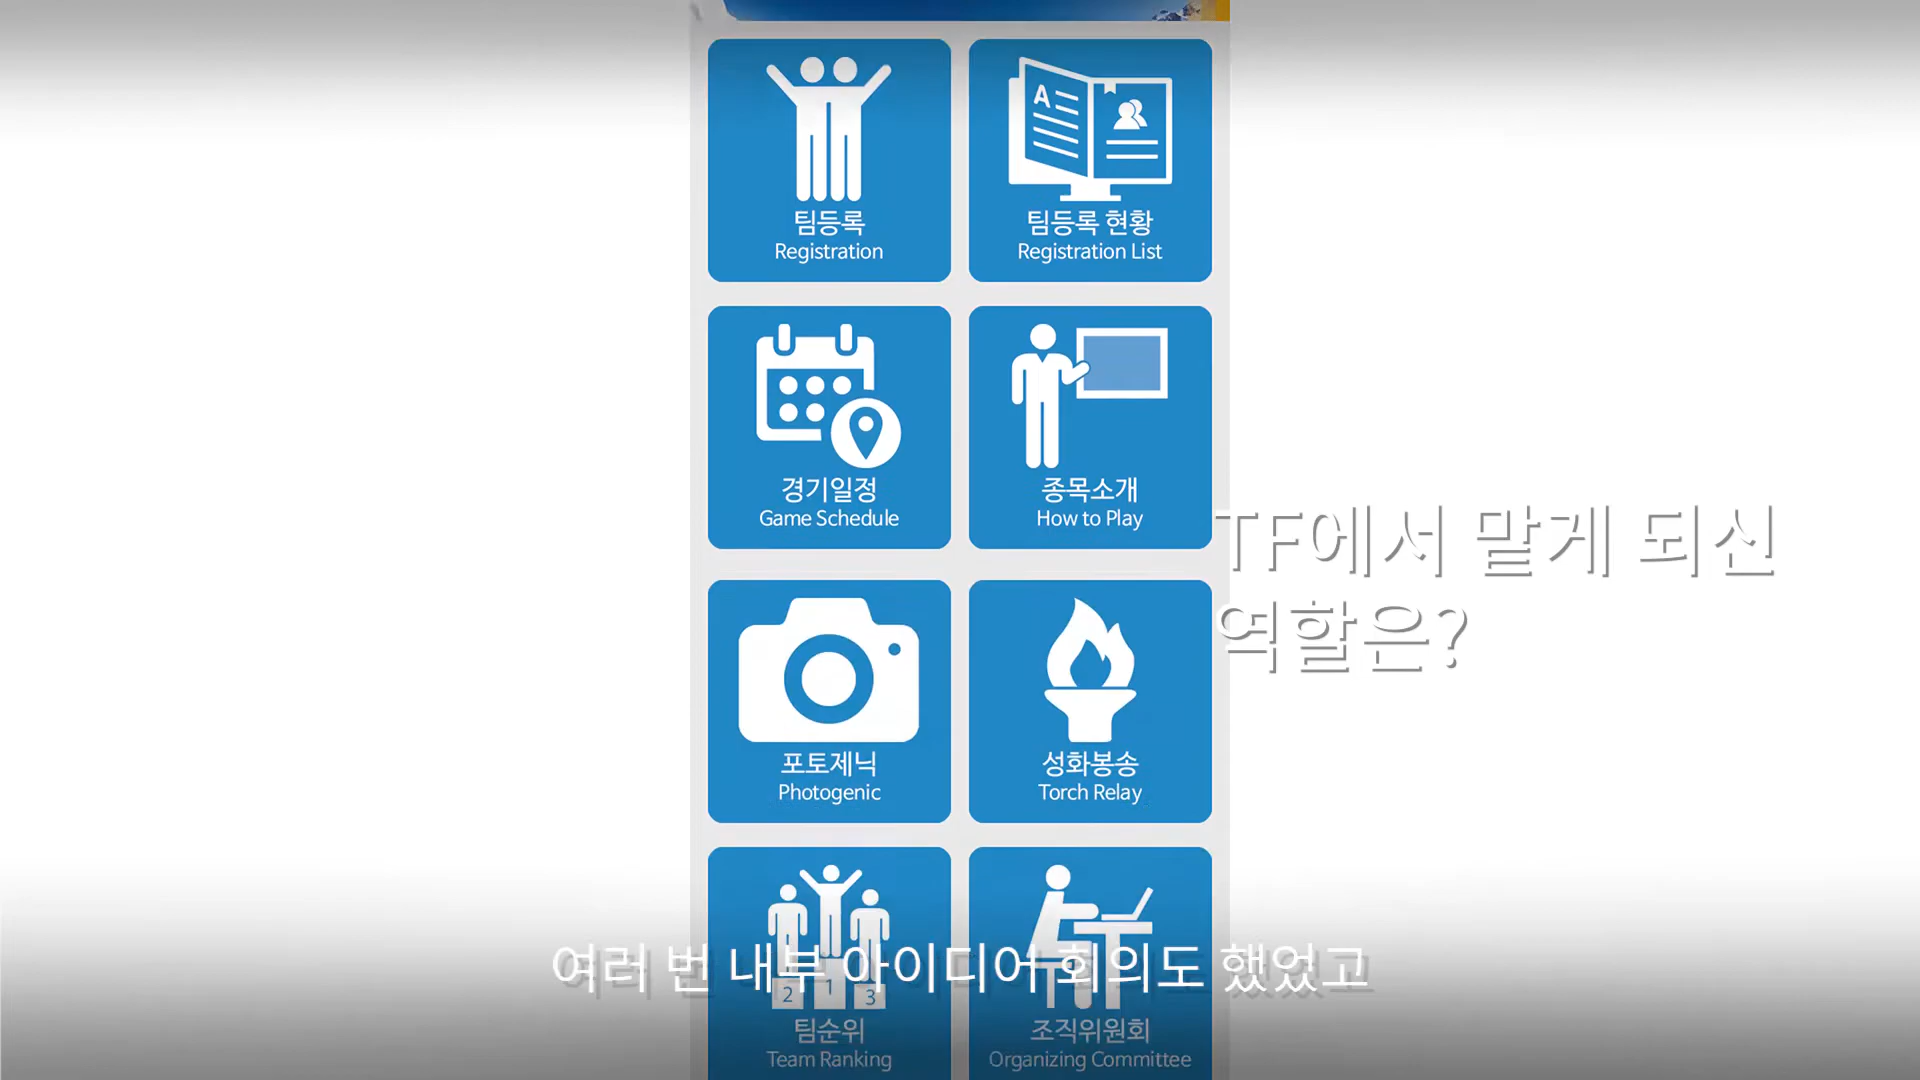 A
팀등록
Registration
팀등록 현황
Registration List
경기일정
Game Schedule
종목소개
How to Play
TF에서 맡게 되신
역할은?
포토제닉
Photogenic
성화봉송
Torch Relay
여러 번 내부 아이디어 회의도 했었고
2 1 3
팀순위
Team Ranking
조직위원회
Organizing Committee